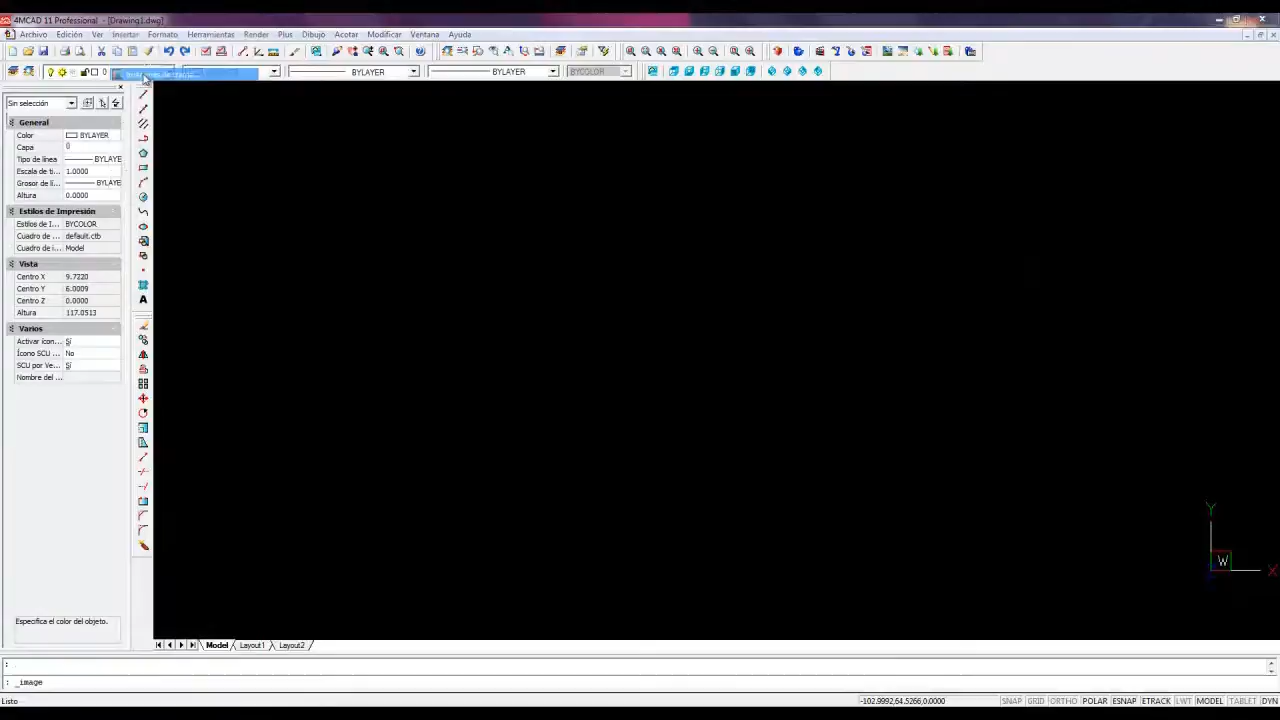 4MCAD 11 Professional - [Drawing1.dwg]
Archivo Edición Ver Insertar Formato Herramientas Render Plus Dibujo Acotar Modificar Ventana Ayuda
0 BYLAYER BYLAYER BYCOLOR
Sin selección
General
Color BYLAYER
Capa 0
Tipo de línea BYLAYE
Escala de ti... 1.0000
Grosor de lí... BYLAYE
Altura 0.0000
Estilos de Impresión
Estilos de I... BYCOLOR
Cuadro de ... default.ctb
Cuadro de i... Model
Vista
Centro X 9.7220
Centro Y 6.0009
Centro Z 0.0000
Altura 117.0513
Varios
Activar ícon... Sí
Ícono SCU ... No
SCU por Ve... Sí
Nombre del ...
A
Y
W
X
Especifica el color del objeto.
Model Layout1 Layout2
:
: _image
Listo -102.9992,64.5266,0.0000 SNAP GRID ORTHO POLAR ESNAP ETRACK LWT MODEL TABLET DYN